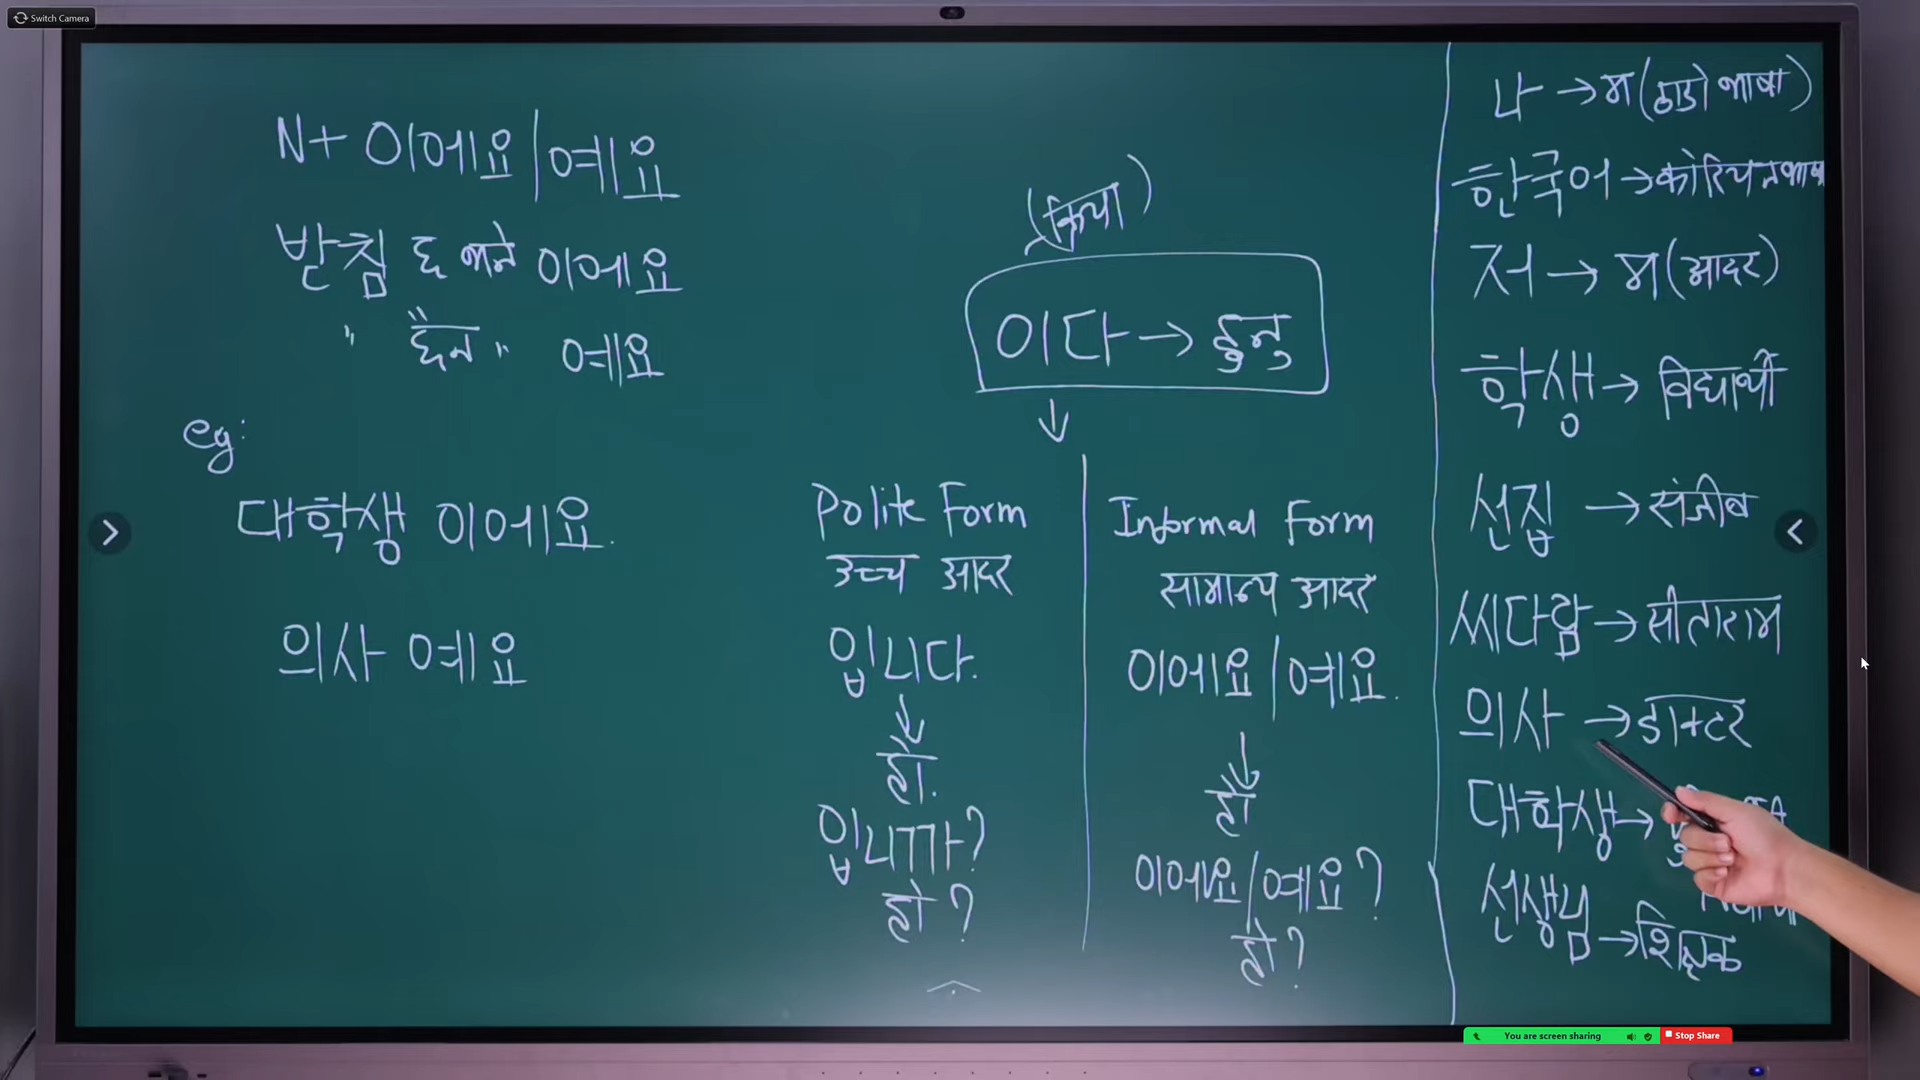 Switch Camera
N+ 이에요 | 예요
받침 छ भने 이에요
" छैन " 예요
eg:
대학생 이에요.
의사 예요
(क्रिया)
이다 → हुनु
↓
Polite Form
उच्च आदर
입니다.
↓
हो.
입니까?
हो ?
Informal Form
सामान्य आदर
이에요 | 예요.
↓
हो
이에요 / 예요 ?
हो ?
나 → म (ठाडो भाषा)
한국어 → कोरियन भाषा
저 → म (आदर)
학생 → विद्यार्थी
선집 → संजीब
씨다람 → सीताराम
의사 → डाक्टर
대학생 →
선생님 → शिक्षक
You are screen sharing
Stop Share